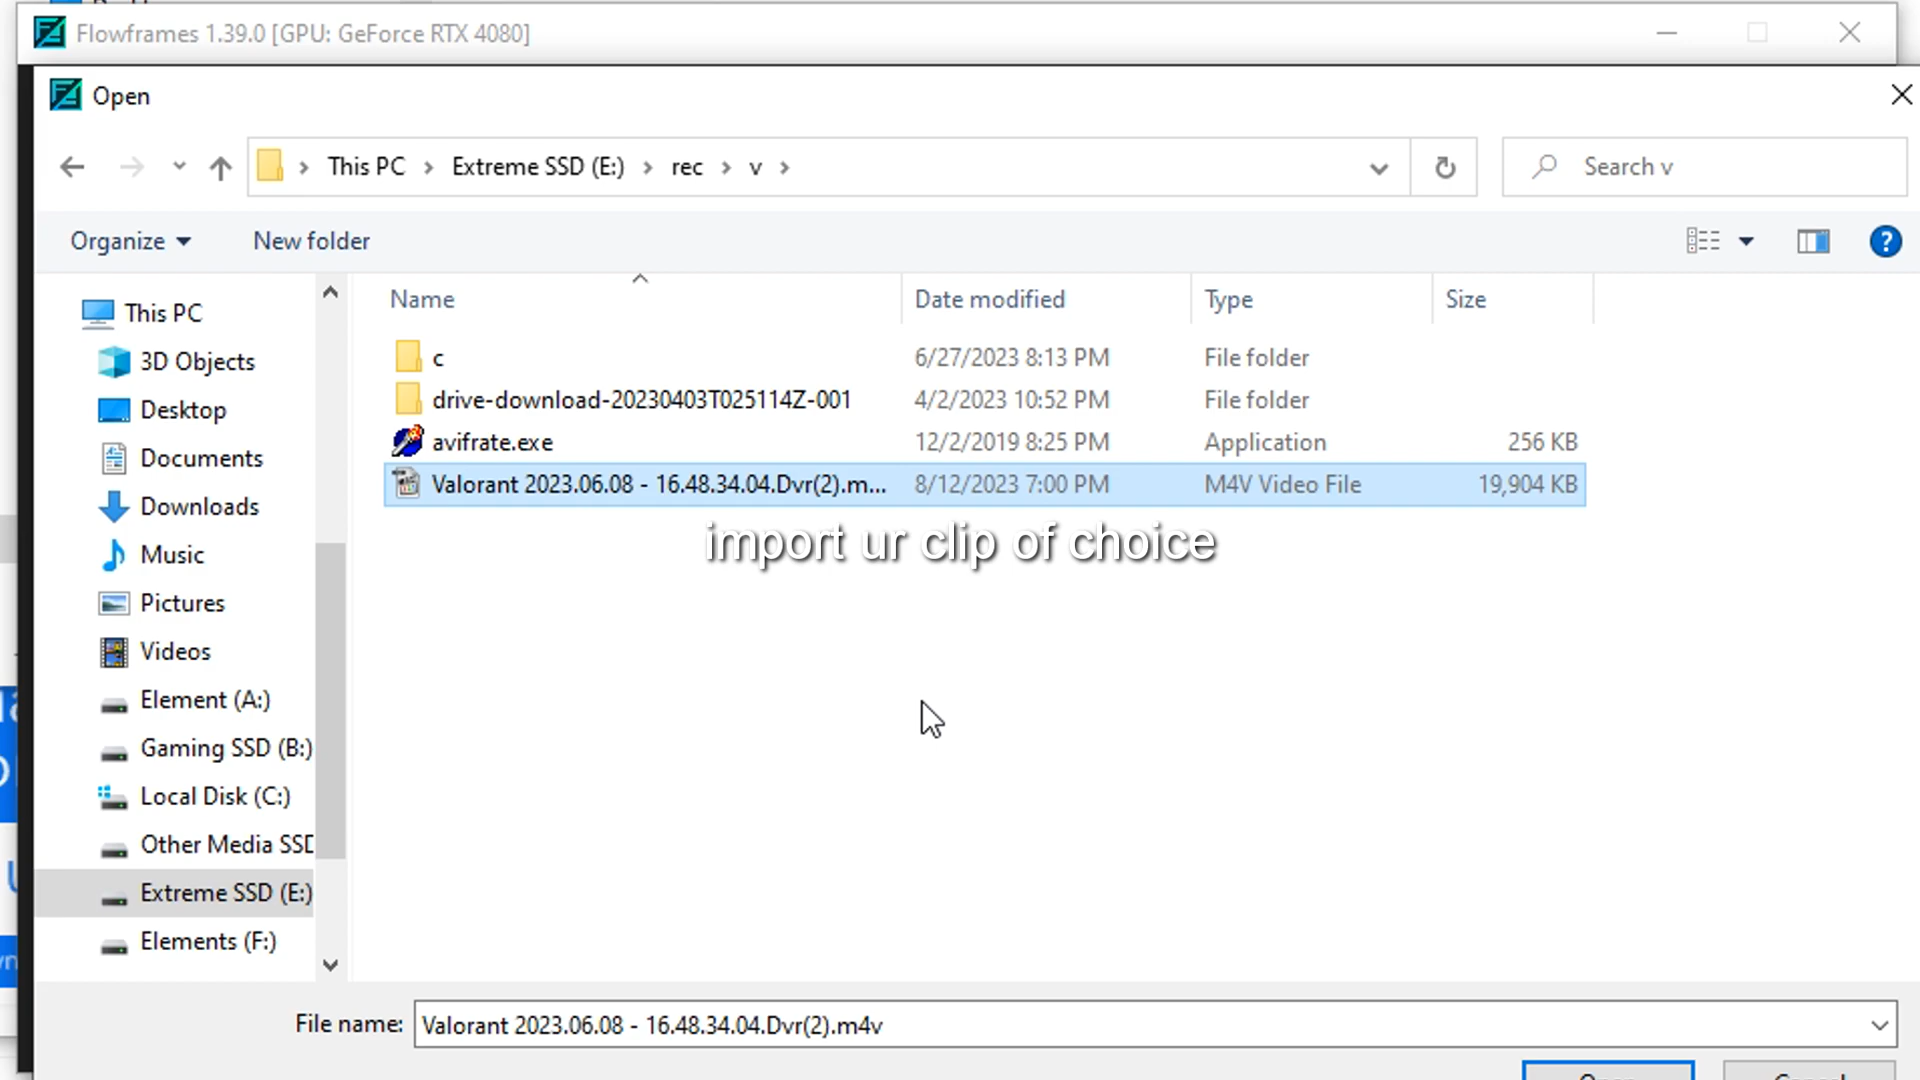 Flowframes 1.39.0 [GPU: GeForce RTX 4080]
Open
This PC > Extreme SSD (E:) > rec > v >
Search v
Organize
New folder
Name
Date modified
Type
Size
This PC
3D Objects
Desktop
Documents
Downloads
Music
Pictures
Videos
Element (A:)
Gaming SSD (B:)
Local Disk (C:)
Other Media SSD
Extreme SSD (E:)
Elements (F:)
c 6/27/2023 8:13 PM File folder
drive-download-20230403T025114Z-001 4/2/2023 10:52 PM File folder
avifrate.exe 12/2/2019 8:25 PM Application 256 KB
Valorant 2023.06.08 - 16.48.34.04.Dvr(2).m... 8/12/2023 7:00 PM M4V Video File 19,904 KB
import ur clip of choice
File name: Valorant 2023.06.08 - 16.48.34.04.Dvr(2).m4v